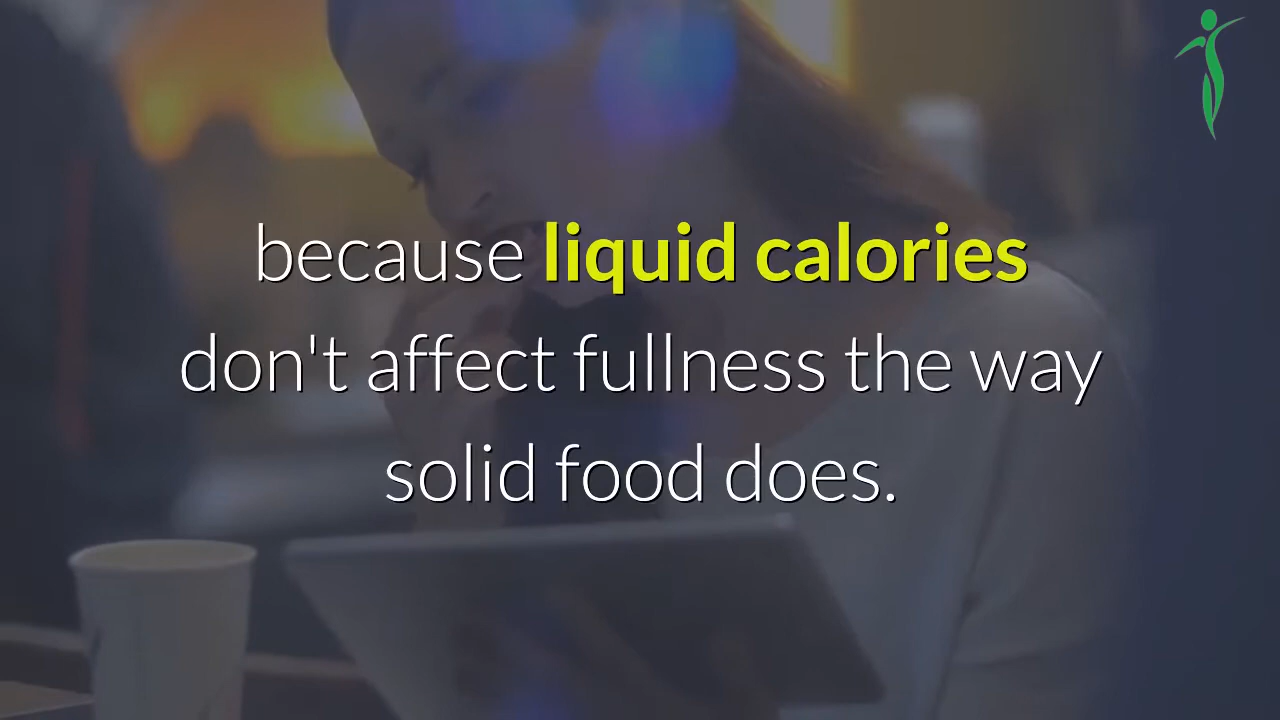 because liquid calories
don't affect fullness the way
solid food does.